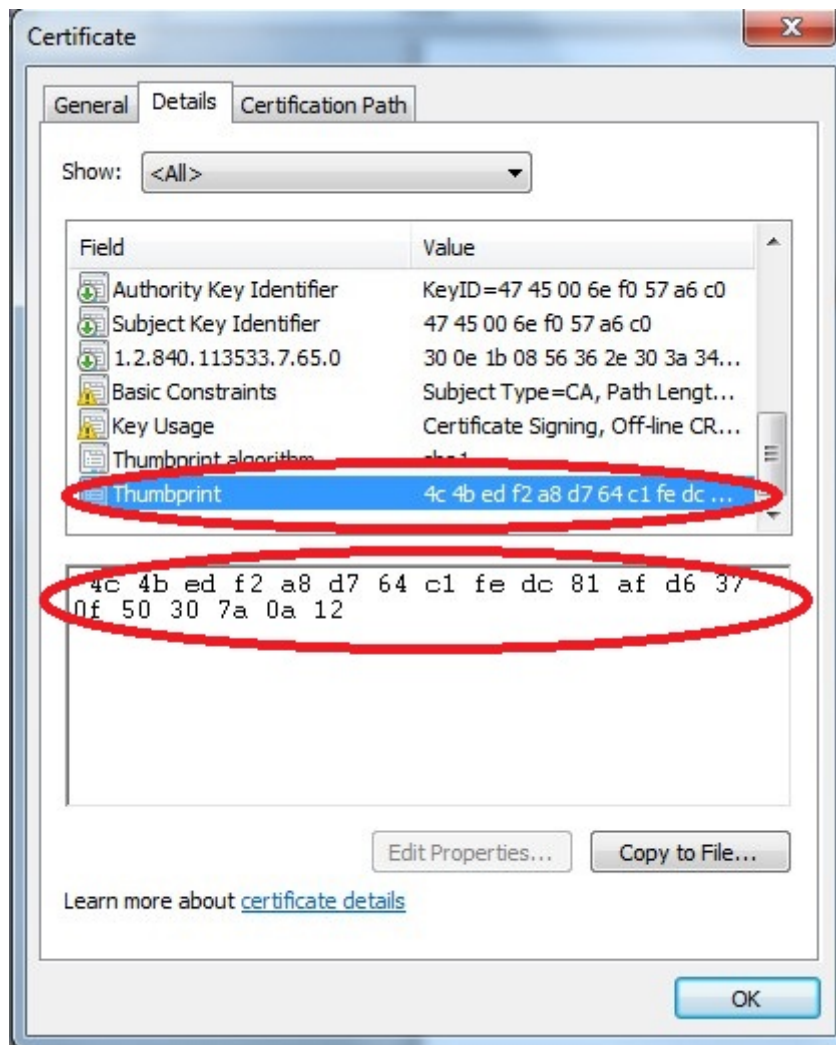 Certificate
General Details Certification Path
Show: <All>
Field Value
Authority Key Identifier KeyID=47 45 00 6e f0 57 a6 c0
Subject Key Identifier 47 45 00 6e f0 57 a6 c0
1.2.840.113533.7.65.0 30 0e 1b 08 56 36 2e 30 3a 34...
Basic Constraints Subject Type=CA, Path Lengt...
Key Usage Certificate Signing, Off-line CR...
Thumbprint algorithm sha1
Thumbprint 4c 4b ed f2 a8 d7 64 c1 fe dc ...
4c 4b ed f2 a8 d7 64 c1 fe dc 81 af d6 37
0f 50 30 7a 0a 12
Edit Properties... Copy to File...
Learn more about certificate details
OK